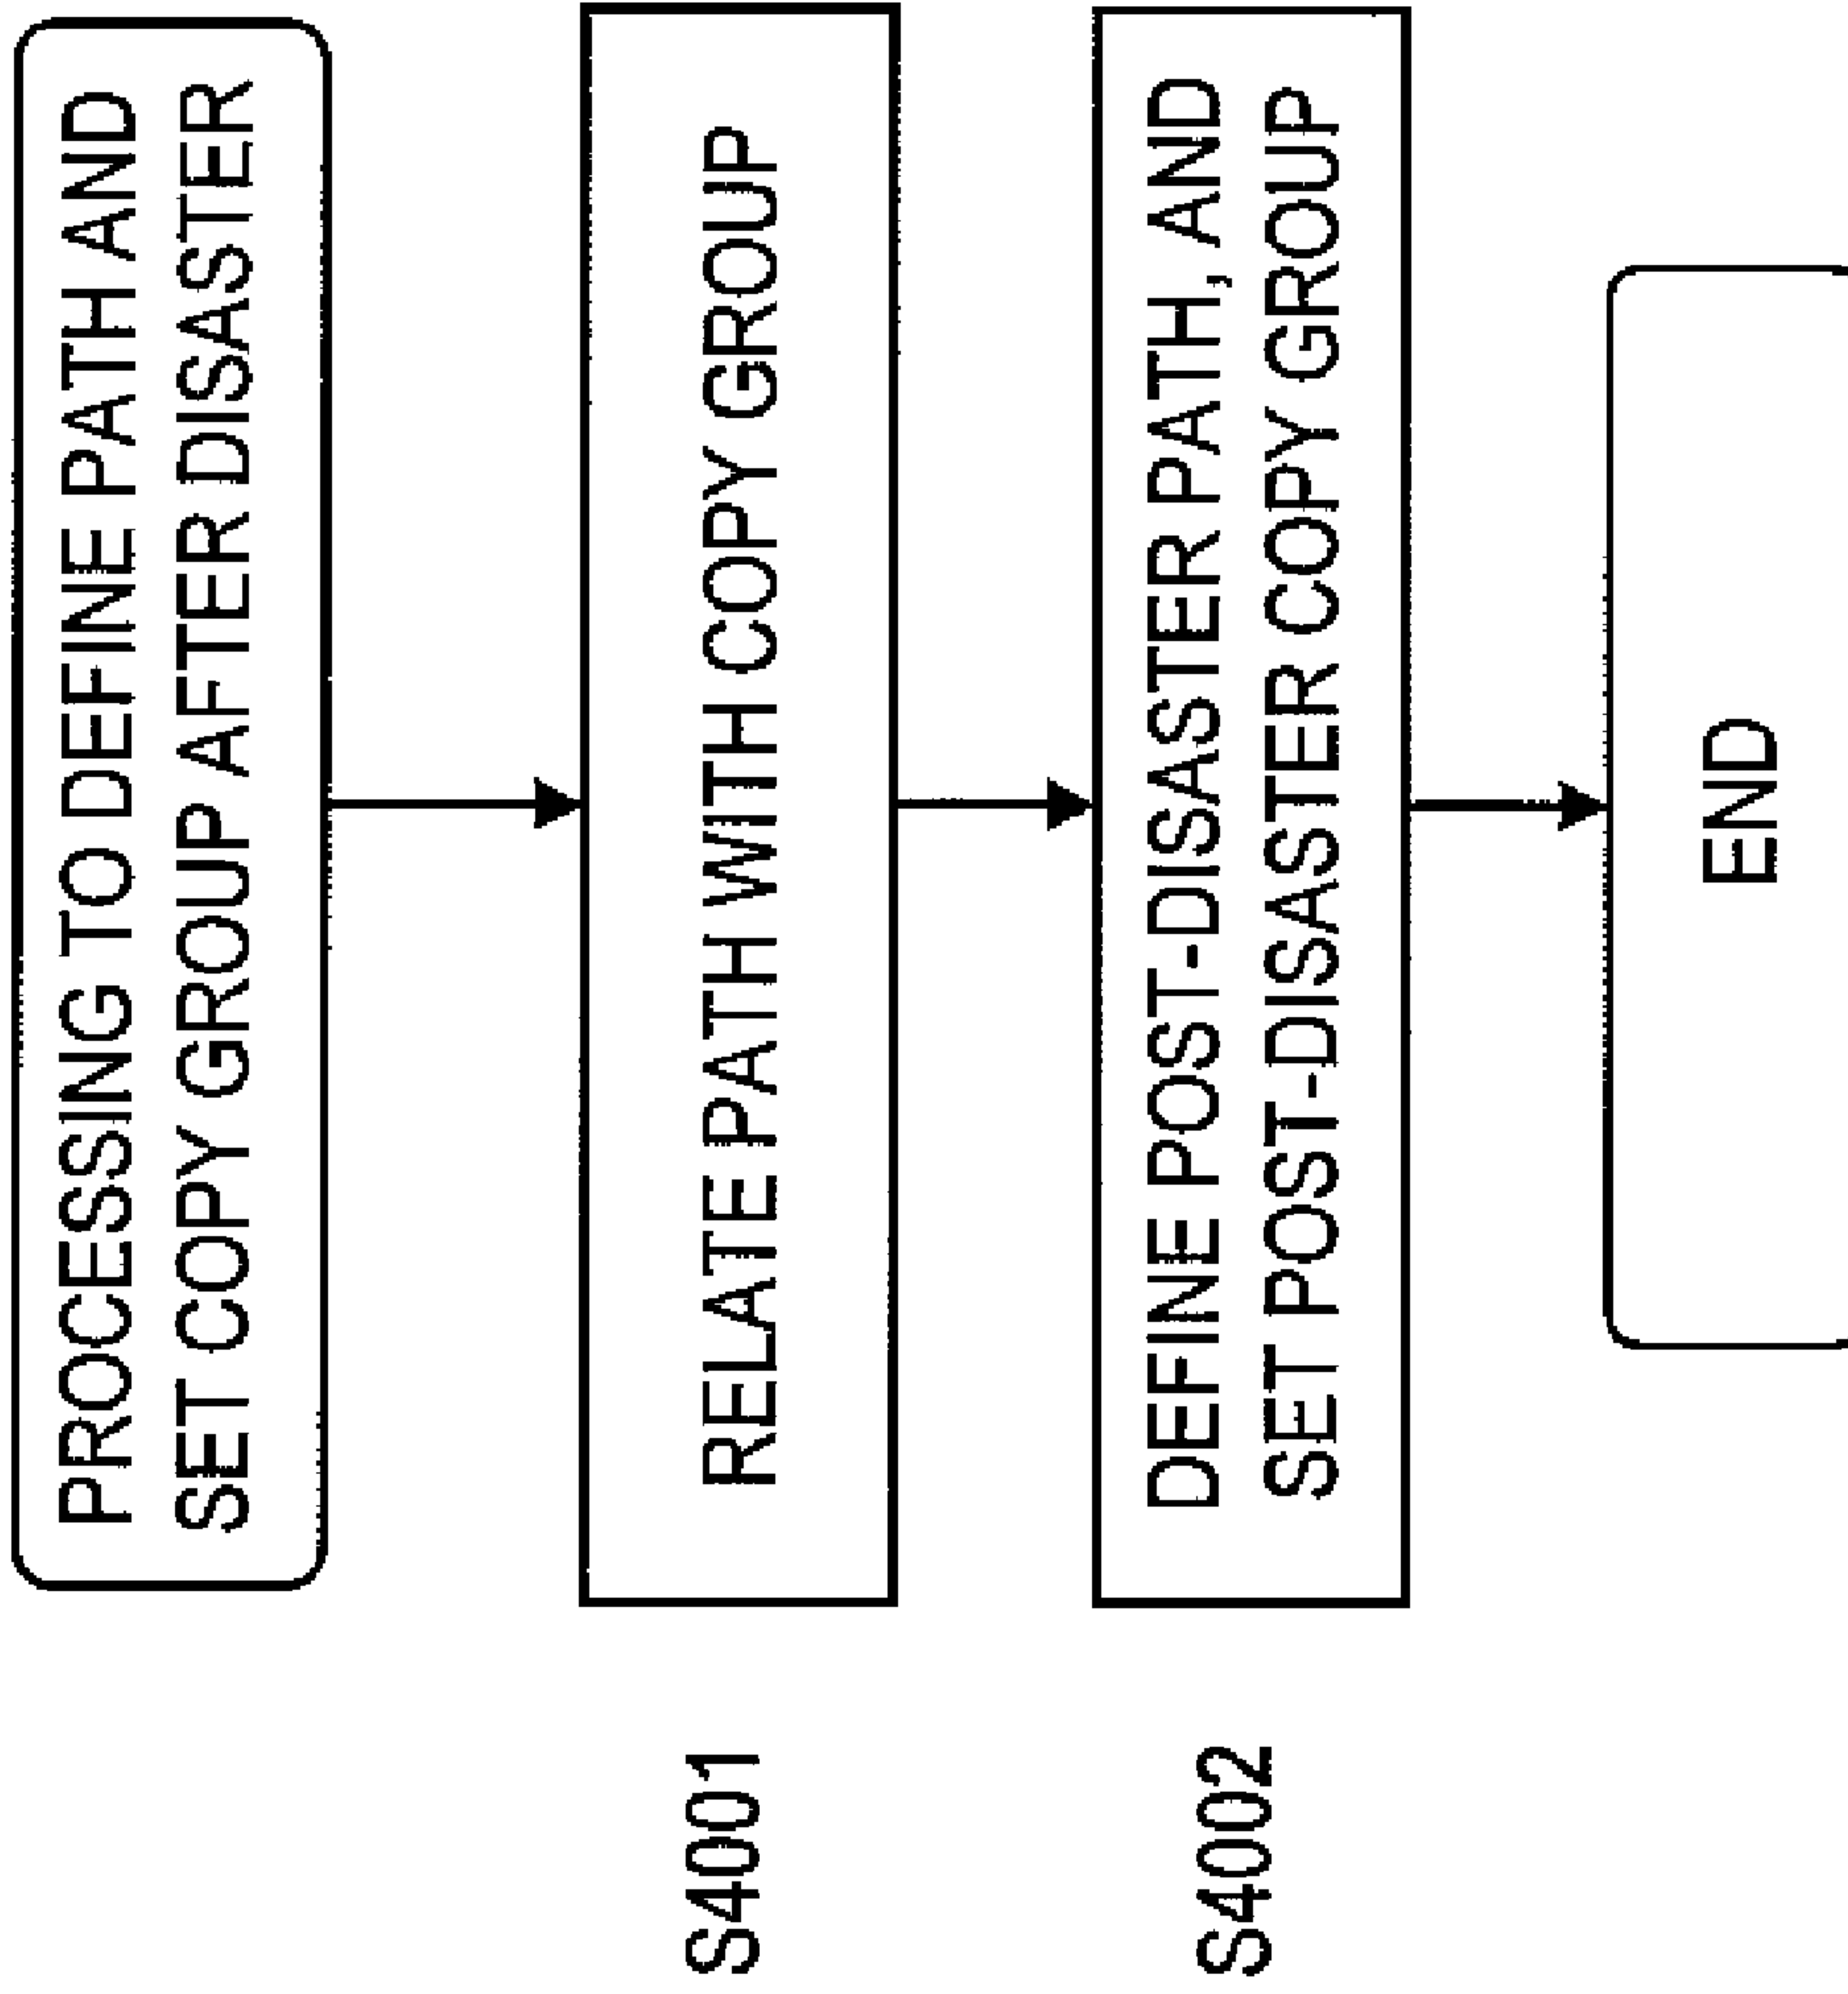 PROCESSING TO DEFINE PATH AND
SET COPY GROUP AFTER DISASTER
S4001
RELATE PATH WITH COPY GROUP
S4002
DEFINE POST-DISASTER PATH, AND
SET POST-DISASTER COPY GROUP
END